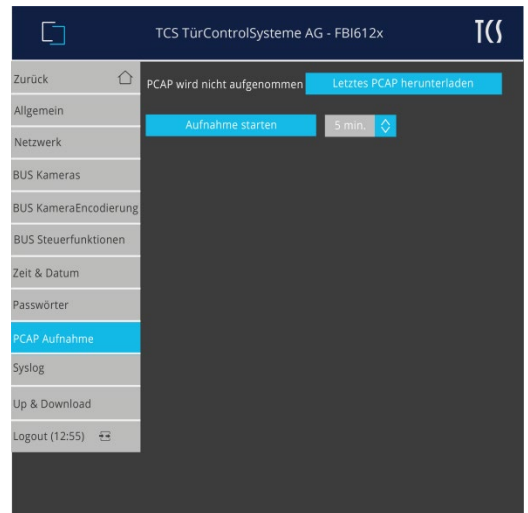 TCS TürControlSysteme AG - FBI612x
TCS
Zurück
PCAP wird nicht aufgenommen
Letztes PCAP herunterladen
Allgemein
Aufnahme starten
5 min.
Netzwerk
BUS Kameras
BUS KameraEncodierung
BUS Steuerfunktionen
Zeit & Datum
Passwörter
PCAP Aufnahme
Syslog
Up & Download
Logout (12:55)